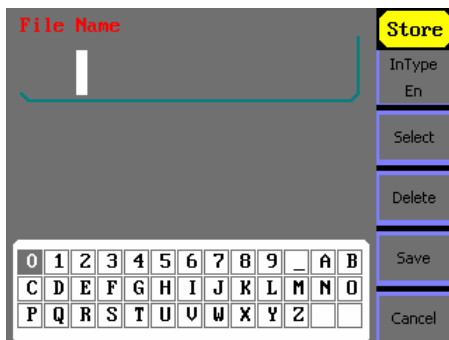 File Name
Store
InType
En
Select
Delete
Save
Cancel
0 1 2 3 4 5 6 7 8 9 _ A B
C D E F G H I J K L M N O
P Q R S T U V W X Y Z